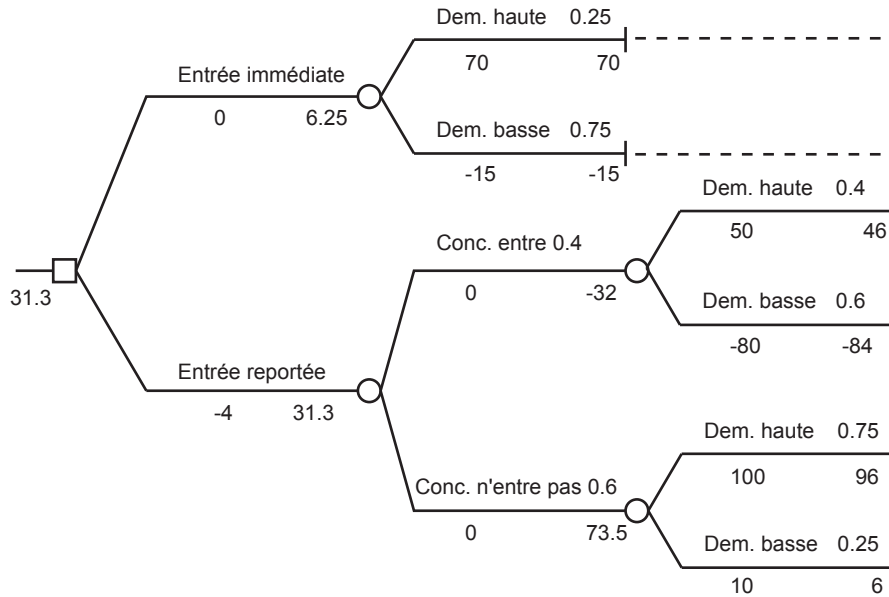 Dem. haute 0.25
70 70
Entrée immédiate
0 6.25
Dem. basse 0.75
-15 -15
Dem. haute 0.4
50 46
Conc. entre 0.4
0 -32
31.3
Dem. basse 0.6
-80 -84
Entrée reportée
-4 31.3
Dem. haute 0.75
100 96
Conc. n'entre pas 0.6
0 73.5
Dem. basse 0.25
10 6